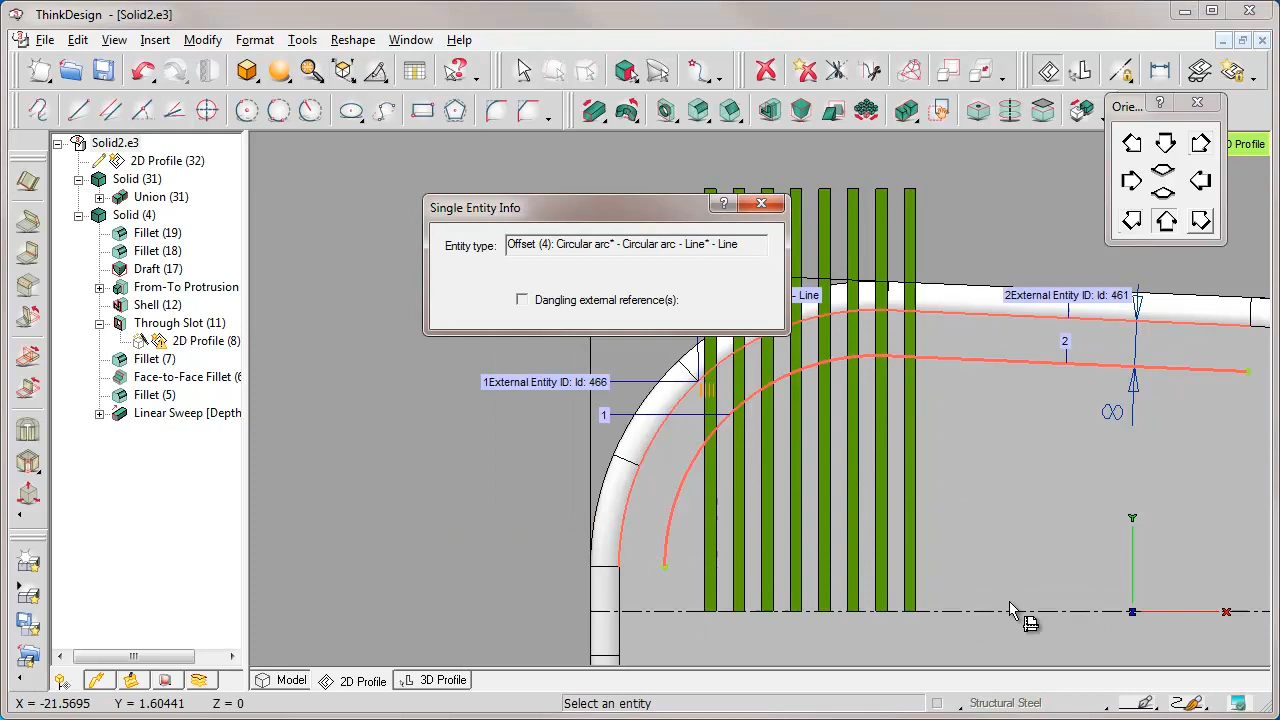 ThinkDesign - [Solid2.e3]
File Edit View Insert Modify Format Tools Reshape Window Help
Orie...
D Profile
Solid2.e3
2D Profile (32)
Solid (31)
Union (31)
Solid (4)
Fillet (19)
Fillet (18)
Draft (17)
From-To Protrusion
Shell (12)
Through Slot (11)
2D Profile (8)
Fillet (7)
Face-to-Face Fillet (6
Fillet (5)
Linear Sweep [Depth
Single Entity Info
Entity type: Offset (4): Circular arc* - Circular arc - Line* - Line
Dangling external reference(s):
- Line
2External Entity ID: Id: 461
2
1External Entity ID: Id: 466
1
8
Y
X
Model 2D Profile 3D Profile
X = -21.5695 Y = 1.60441 Z = 0 Select an entity Structural Steel